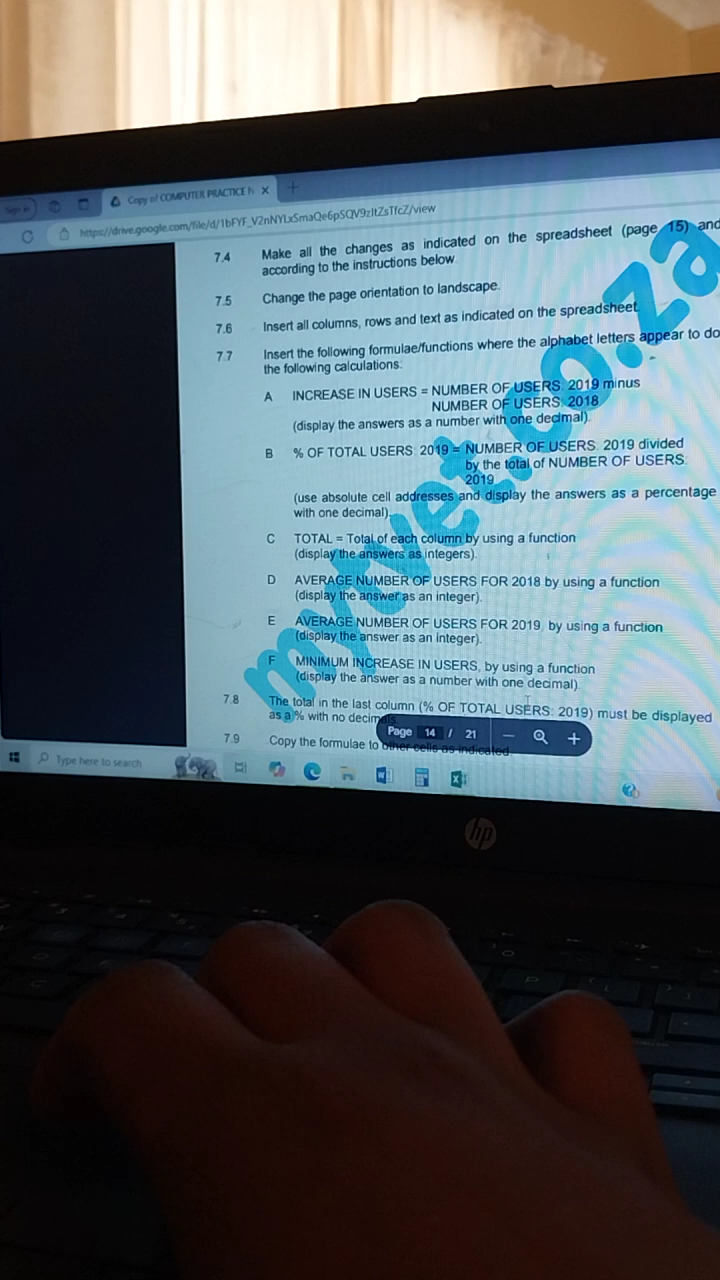 Sign in
Copy of COMPUTER PRACTICE N
https://drive.google.com/file/d/1bFYF_V2nNYLxSmaQe6pSQV9zItZsTfcZ/view
7.4 Make all the changes as indicated on the spreadsheet (page 15) and
according to the instructions below
7.5 Change the page orientation to landscape.
7.6 Insert all columns, rows and text as indicated on the spreadsheet.
7.7 Insert the following formulae/functions where the alphabet letters appear to do
the following calculations:
A INCREASE IN USERS = NUMBER OF USERS: 2019 minus
NUMBER OF USERS: 2018
(display the answers as a number with one decimal).
B % OF TOTAL USERS: 2019 = NUMBER OF USERS: 2019 divided
by the total of NUMBER OF USERS:
2019
(use absolute cell addresses and display the answers as a percentage
with one decimal).
C TOTAL = Total of each column by using a function
(display the answers as integers).
D AVERAGE NUMBER OF USERS FOR 2018 by using a function
(display the answer as an integer).
E AVERAGE NUMBER OF USERS FOR 2019, by using a function
(display the answer as an integer).
F MINIMUM INCREASE IN USERS, by using a function
(display the answer as a number with one decimal)
7.8 The total in the last column (% OF TOTAL USERS: 2019) must be displayed
as a % with no decimals.
7.9 Copy the formulae to other cells as indicated.
mytvet.co.za
Page 14 / 21
Type here to search
hp